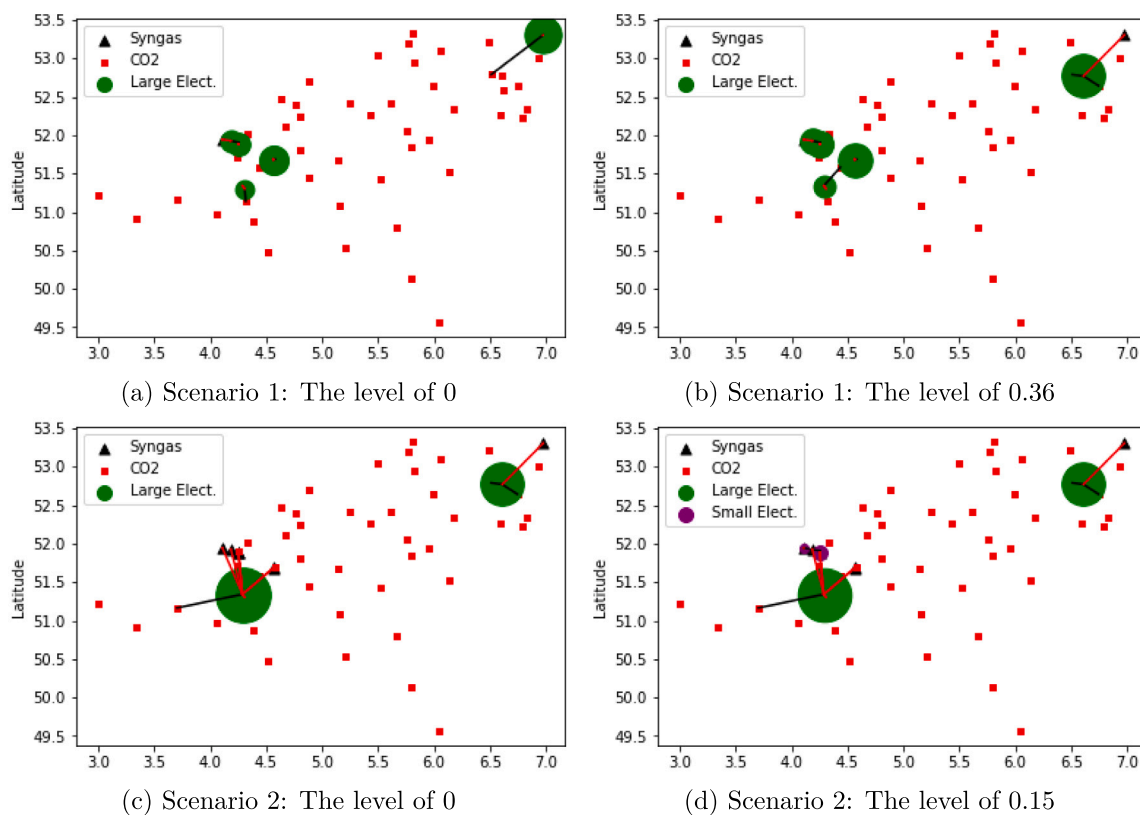 53.5
53.0
52.5
52.0
51.5
51.0
50.5
50.0
49.5
Latitude
Syngas
CO2
Large Elect.
3.0 3.5 4.0 4.5 5.0 5.5 6.0 6.5 7.0
(a) Scenario 1: The level of 0
53.5
53.0
52.5
52.0
51.5
51.0
50.5
50.0
49.5
Latitude
Syngas
CO2
Large Elect.
3.0 3.5 4.0 4.5 5.0 5.5 6.0 6.5 7.0
(b) Scenario 1: The level of 0.36
53.5
53.0
52.5
52.0
51.5
51.0
50.5
50.0
49.5
Latitude
Syngas
CO2
Large Elect.
3.0 3.5 4.0 4.5 5.0 5.5 6.0 6.5 7.0
(c) Scenario 2: The level of 0
53.5
53.0
52.5
52.0
51.5
51.0
50.5
50.0
49.5
Latitude
Syngas
CO2
Large Elect.
Small Elect.
3.0 3.5 4.0 4.5 5.0 5.5 6.0 6.5 7.0
(d) Scenario 2: The level of 0.15